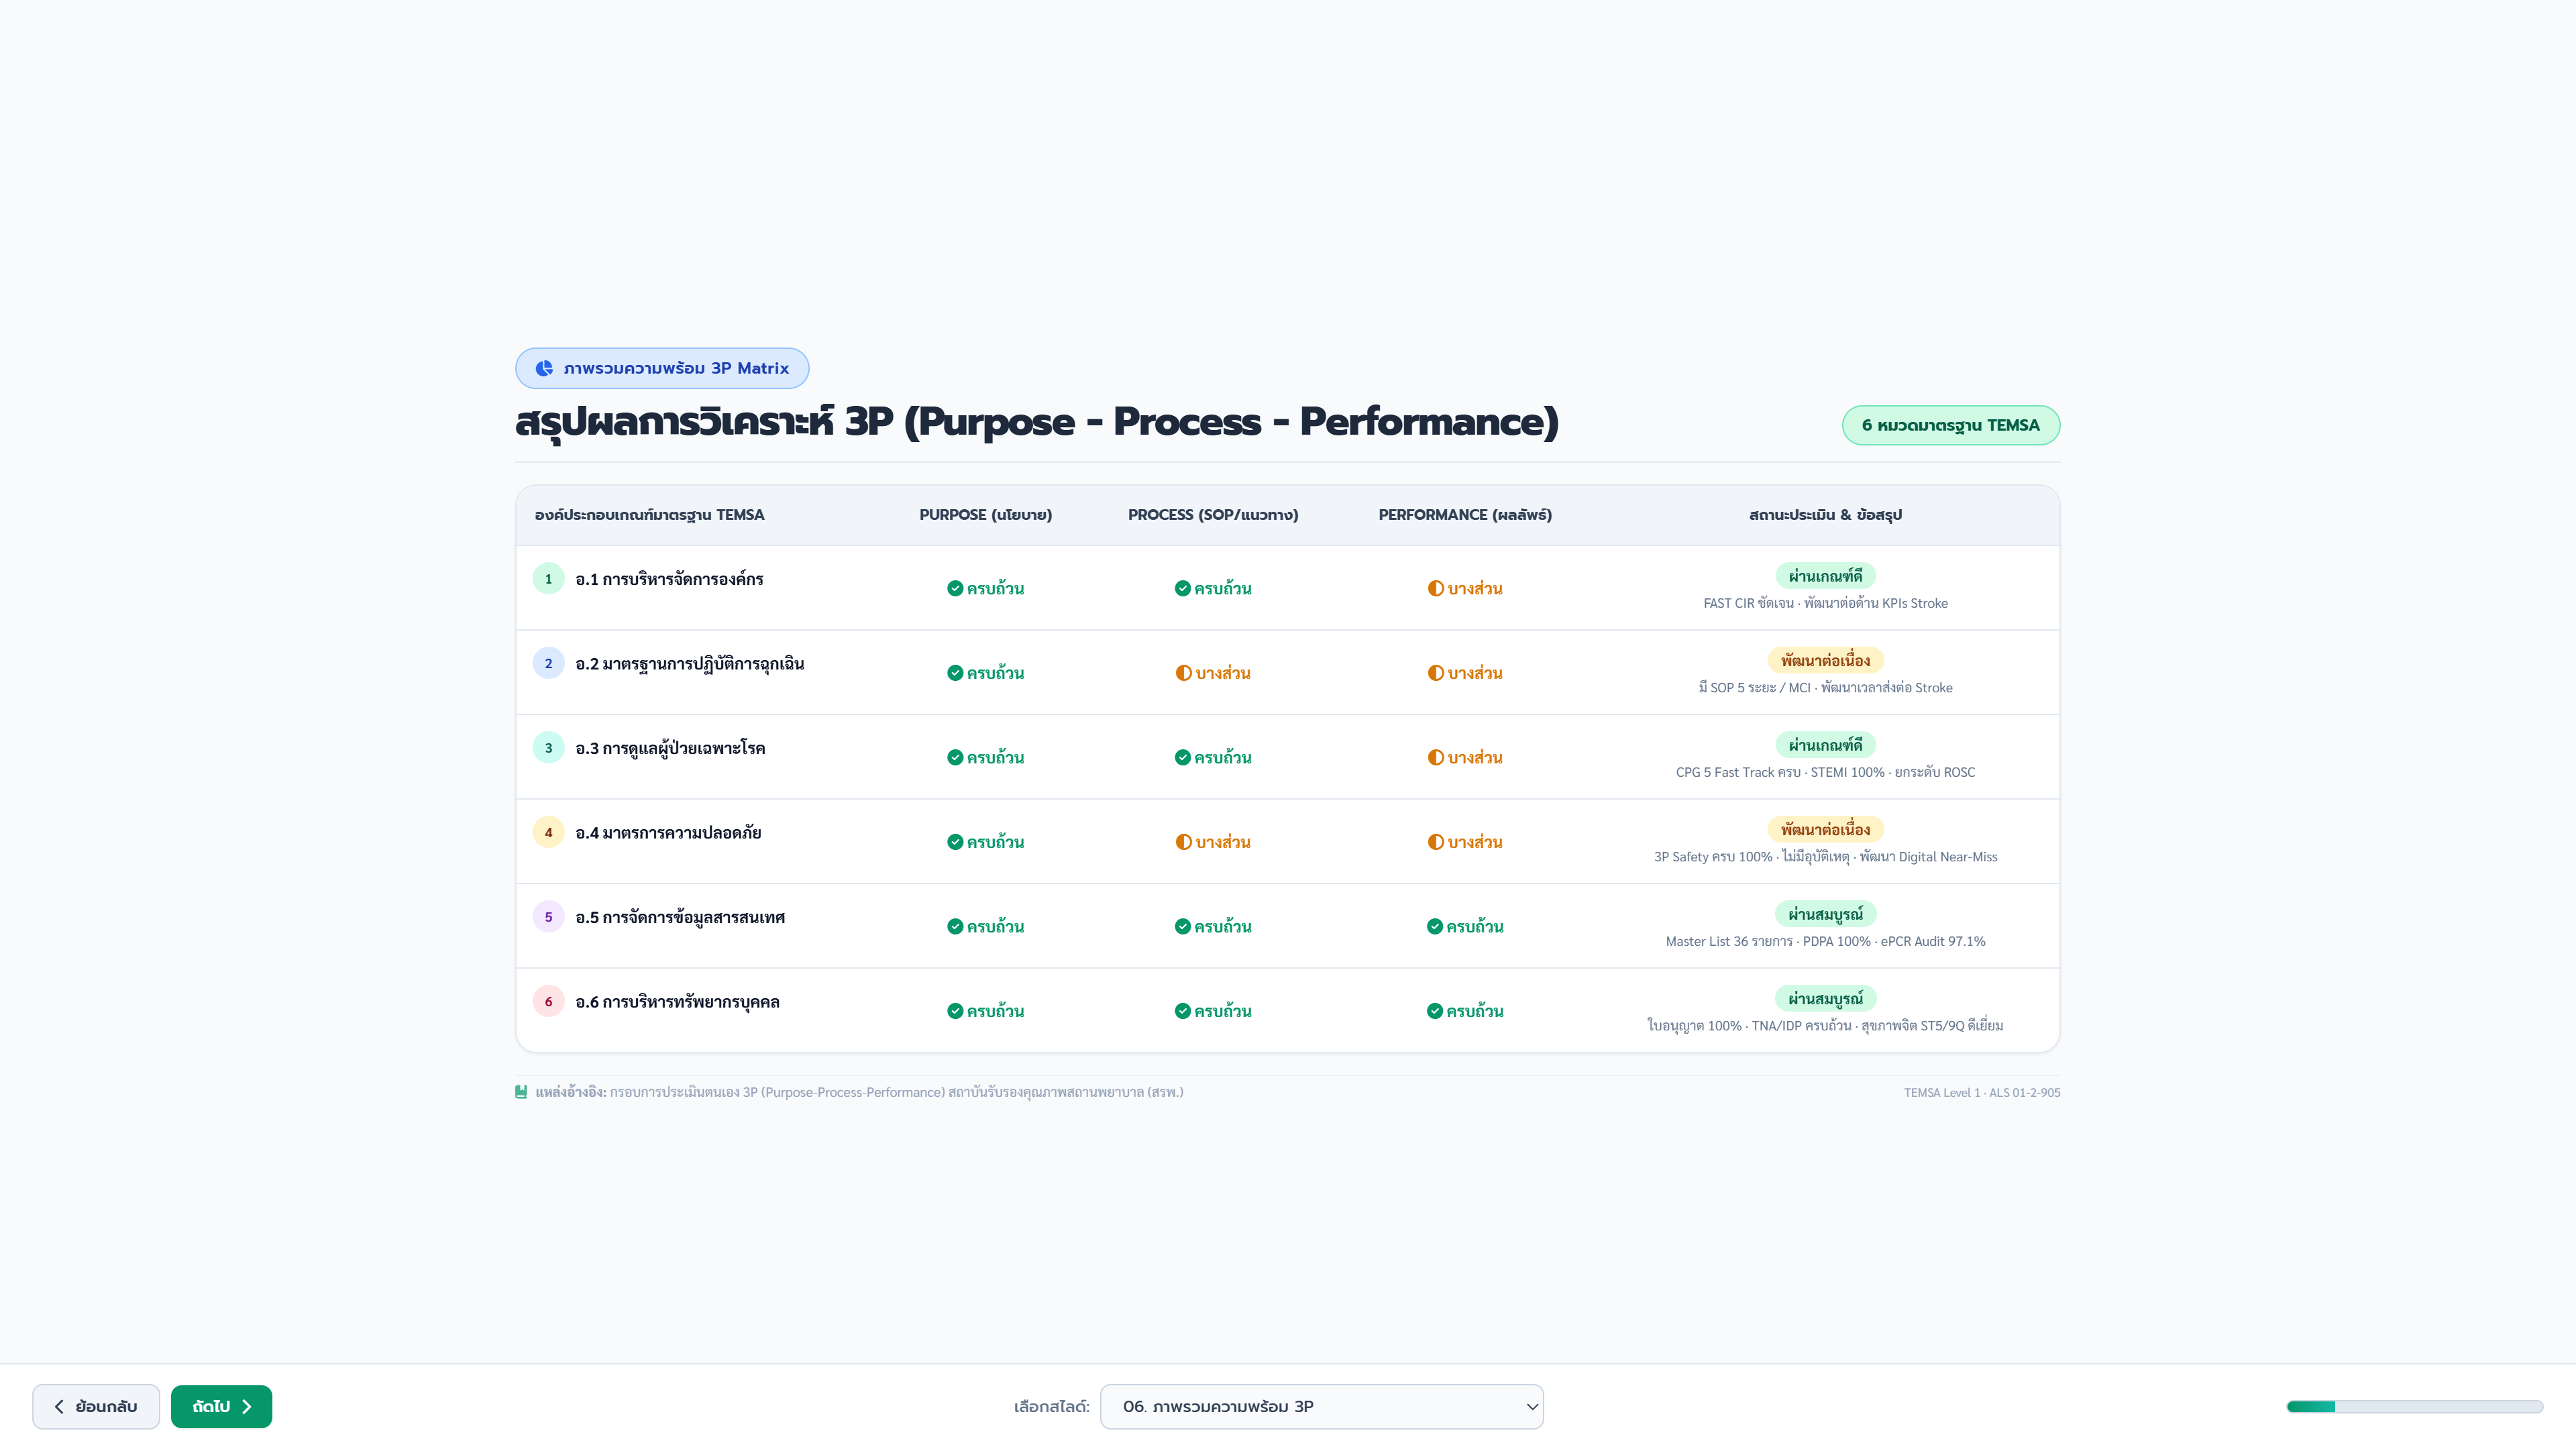 ภาพรวมความพร้อม 3P Matrix
สรุปผลการวิเคราะห์ 3P (Purpose - Process - Performance)
6 หมวดมาตรฐาน TEMSA
องค์ประกอบเกณฑ์มาตรฐาน TEMSA
PURPOSE (นโยบาย)
PROCESS (SOP/แนวทาง)
PERFORMANCE (ผลลัพธ์)
สถานะประเมิน & ข้อสรุป
1 อ.1 การบริหารจัดการองค์กร
ครบถ้วน
ครบถ้วน
บางส่วน
ผ่านเกณฑ์ดี
FAST CIR ชัดเจน · พัฒนาต่อด้าน KPIs Stroke
2 อ.2 มาตรฐานการปฏิบัติการฉุกเฉิน
ครบถ้วน
บางส่วน
บางส่วน
พัฒนาต่อเนื่อง
มี SOP 5 ระยะ / MCI · พัฒนาเวลาส่งต่อ Stroke
3 อ.3 การดูแลผู้ป่วยเฉพาะโรค
ครบถ้วน
ครบถ้วน
บางส่วน
ผ่านเกณฑ์ดี
CPG 5 Fast Track ครบ · STEMI 100% · ยกระดับ ROSC
4 อ.4 มาตรการความปลอดภัย
ครบถ้วน
บางส่วน
บางส่วน
พัฒนาต่อเนื่อง
3P Safety ครบ 100% · ไม่มีอุบัติเหตุ · พัฒนา Digital Near-Miss
5 อ.5 การจัดการข้อมูลสารสนเทศ
ครบถ้วน
ครบถ้วน
ครบถ้วน
ผ่านสมบูรณ์
Master List 36 รายการ · PDPA 100% · ePCR Audit 97.1%
6 อ.6 การบริหารทรัพยากรบุคคล
ครบถ้วน
ครบถ้วน
ครบถ้วน
ผ่านสมบูรณ์
ใบอนุญาต 100% · TNA/IDP ครบถ้วน · สุขภาพจิต ST5/9Q ดีเยี่ยม
แหล่งอ้างอิง: กรอบการประเมินตนเอง 3P (Purpose-Process-Performance) สถาบันรับรองคุณภาพสถานพยาบาล (สรพ.)
TEMSA Level 1 · ALS 01-2-905
ย้อนกลับ
ถัดไป
เลือกสไลด์:
06. ภาพรวมความพร้อม 3P